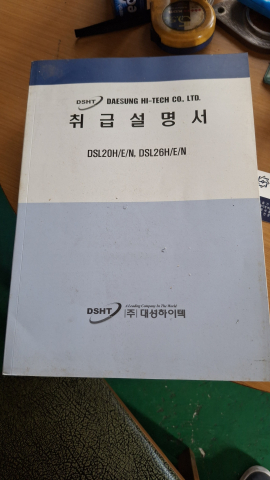 DSHT DAESUNG HI-TECH CO., LTD.
취급설명서
DSL20H/E/N, DSL26H/E/N
A Leading Company In The World
DSHT (주)대성하이텍